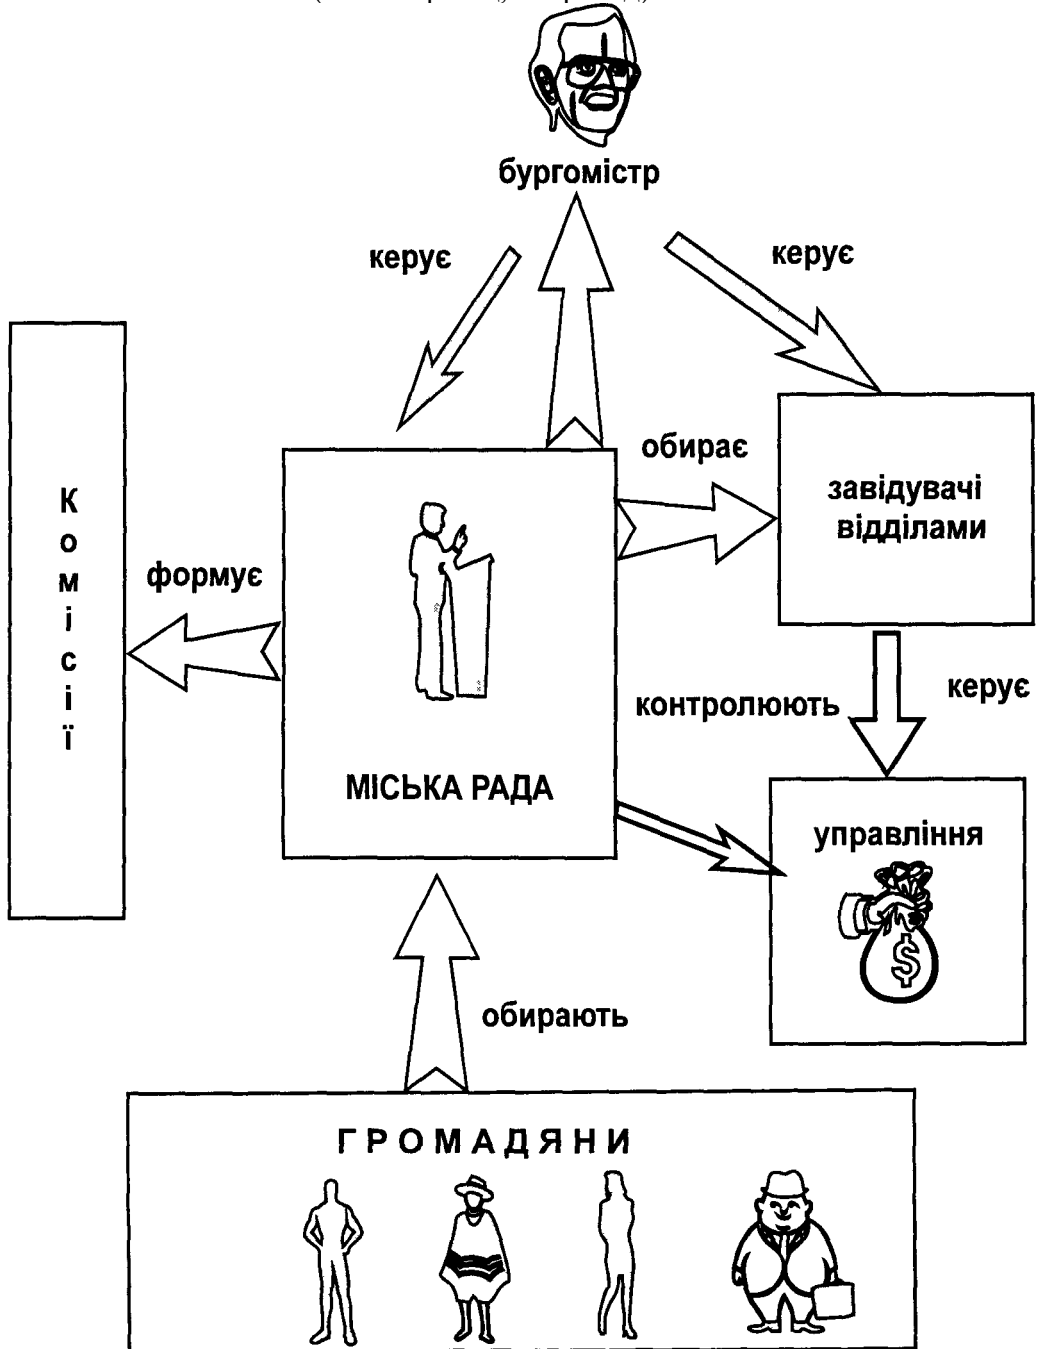 бургомістр
керує
керує
обирає
завідувачі
відділами
К
о
м
і
с
і
ї
формує
контролюють
керує
МІСЬКА РАДА
управління
$
обирають
ГРОМАДЯНИ